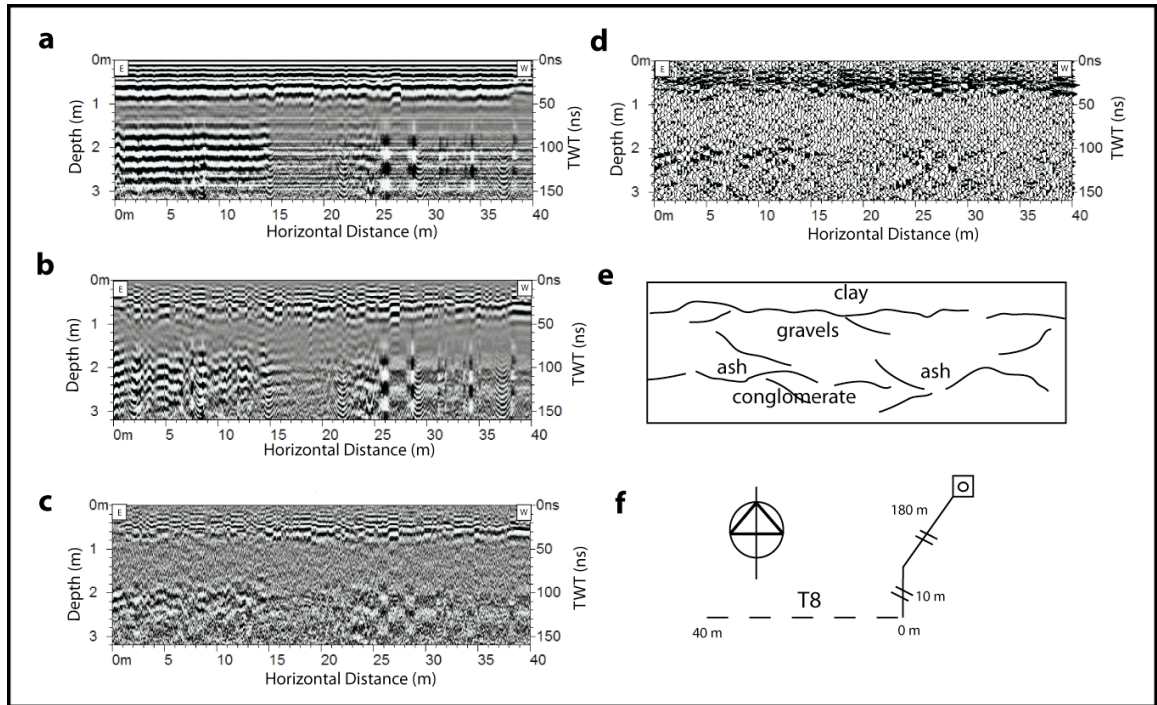 a
0m
0ns
E
W
1
50
2
100
3
150
Depth (m)
TWT (ns)
0m 5 10 15 20 25 30 35 40
Horizontal Distance (m)
b
0m
0ns
E
W
1
50
2
100
3
150
Depth (m)
TWT (ns)
0m 5 10 15 20 25 30 35 40
Horizontal Distance (m)
c
0m
0ns
E
W
1
50
2
100
3
150
Depth (m)
TWT (ns)
0m 5 10 15 20 25 30 35 40
Horizontal Distance (m)
d
0m
0ns
E
W
1
50
2
100
3
150
Depth (m)
TWT (ns)
0m 5 10 15 20 25 30 35 40
Horizontal Distance (m)
e
clay
gravels
ash
ash
conglomerate
f
180 m
10 m
T8
40 m
0 m